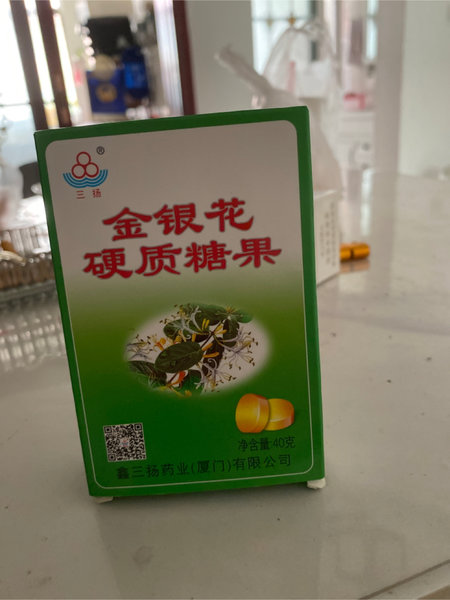 ®
三扬
金银花
硬质糖果
净含量:40克
鑫三扬药业(厦门)有限公司